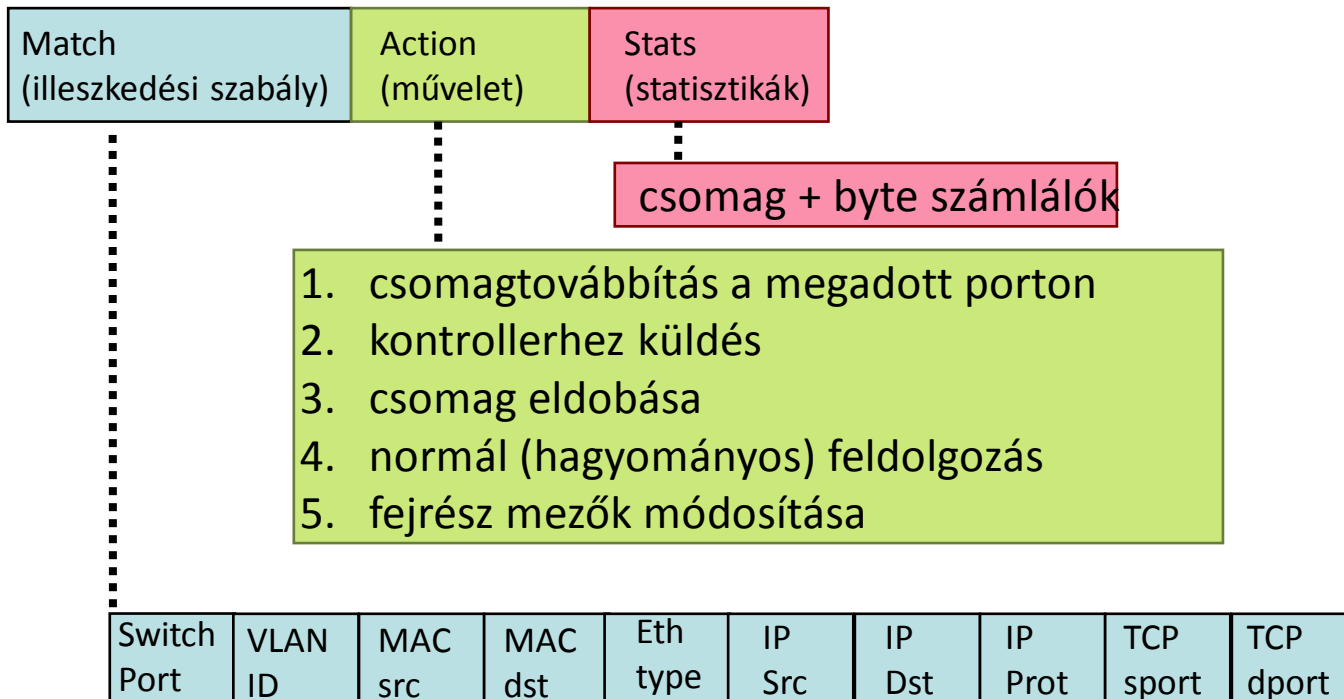 Match
(illeszkedési szabály)
Action
(művelet)
Stats
(statisztikák)
csomag + byte számlálók
1. csomagtovábbítás a megadott porton
2. kontrollerhez küldés
3. csomag eldobása
4. normál (hagyományos) feldolgozás
5. fejrész mezők módosítása
Switch
Port
VLAN
ID
MAC
src
MAC
dst
Eth
type
IP
Src
IP
Dst
IP
Prot
TCP
sport
TCP
dport